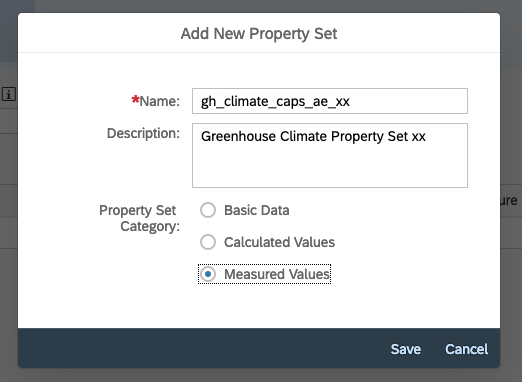 Add New Property Set
*Name: gh_climate_caps_ae_xx
Description: Greenhouse Climate Property Set xx
Property Set Category:
Basic Data
Calculated Values
Measured Values
Save Cancel
ure